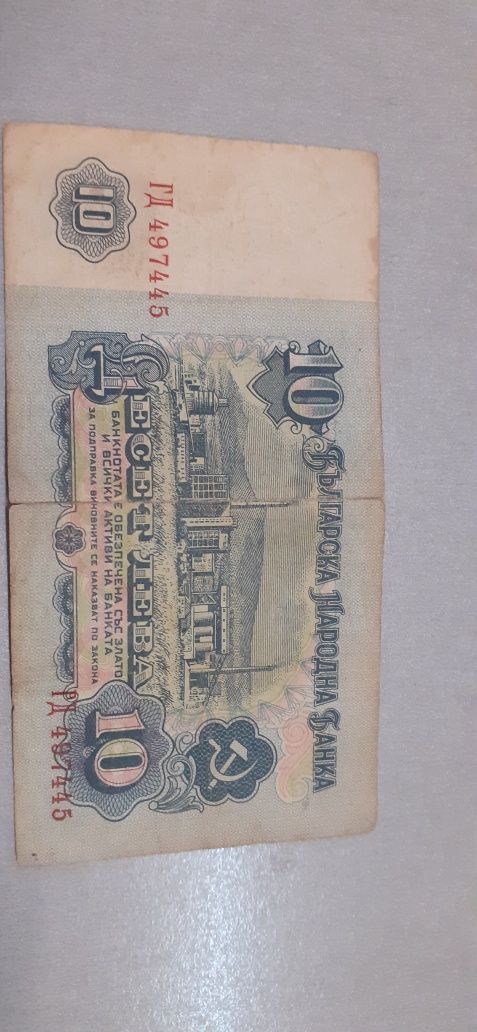 БЪЛГАРСКА НАРОДНА БАНКА
10
ГД 497445
10
ДЕСЕТ ЛЕВА
БАНКНОТАТА Е ОБЕЗПЕЧЕНА СЪС ЗЛАТО
И ВСИЧКИ АКТИВИ НА БАНКАТА
ЗА ПОДПРАВКА ВИНОВНИТЕ СЕ НАКАЗВАТ ПО ЗАКОНА
10
ГД 497445